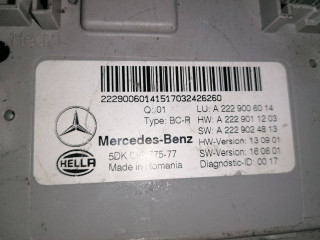 22290060141517032426260
Q: 01 LU: A 222 900 60 14
Type: BC-R HW: A 222 901 12 03
Mercedes-Benz SW: A 222 902 48 13
HW-Version: 13 09 01
5DK SW-Version: 16 06 01
HELLA Made in Romania Diagnostic-ID: 00 17